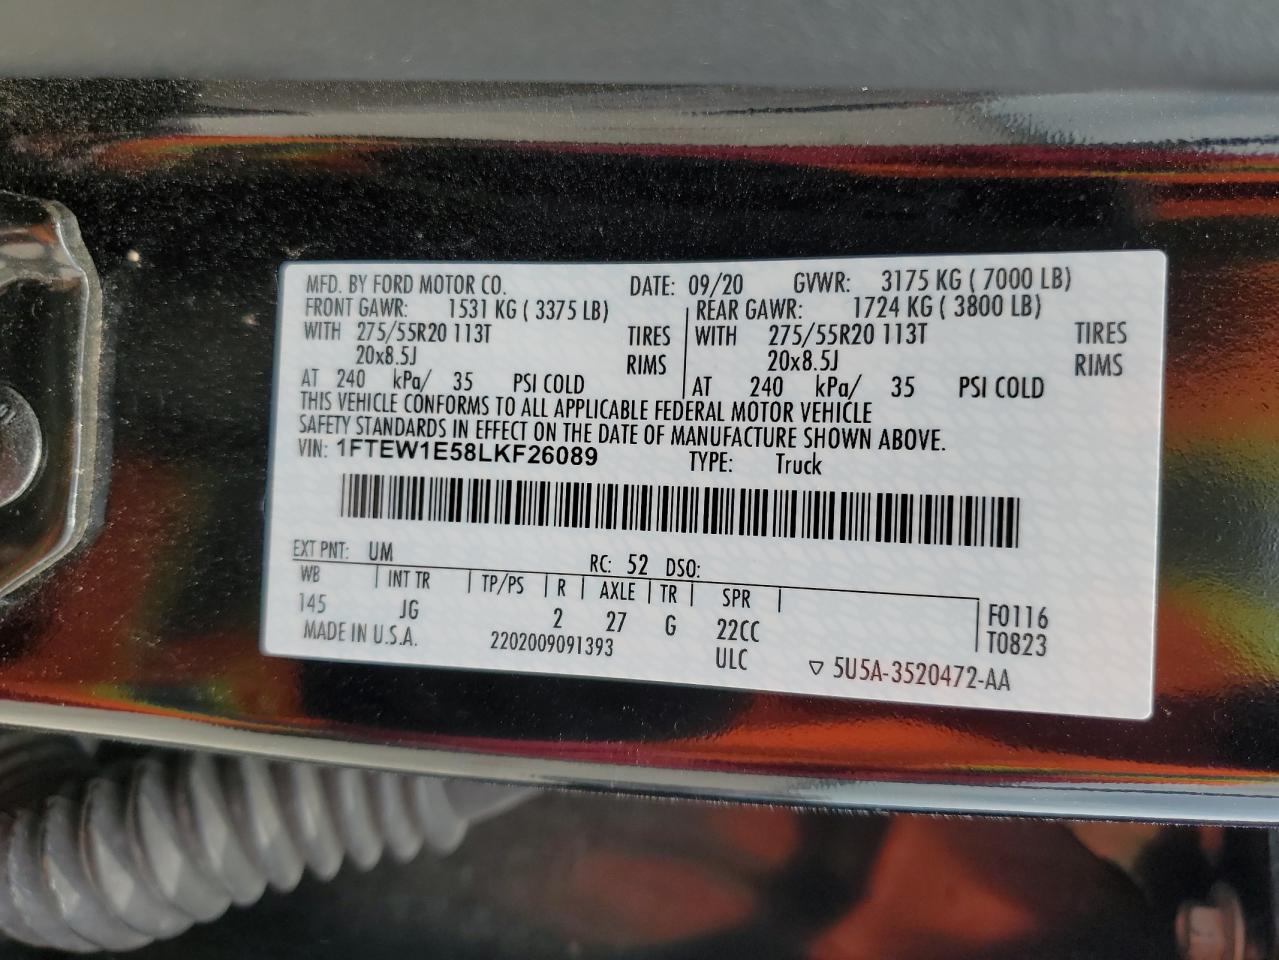 MFD. BY FORD MOTOR CO. DATE: 09/20 GVWR: 3175 KG ( 7000 LB)
FRONT GAWR: 1531 KG ( 3375 LB) REAR GAWR: 1724 KG ( 3800 LB)
WITH 275/55R20 113T TIRES WITH 275/55R20 113T TIRES
20x8.5J RIMS 20x8.5J RIMS
AT 240 kPa/ 35 PSI COLD AT 240 kPa/ 35 PSI COLD
THIS VEHICLE CONFORMS TO ALL APPLICABLE FEDERAL MOTOR VEHICLE
SAFETY STANDARDS IN EFFECT ON THE DATE OF MANUFACTURE SHOWN ABOVE.
VIN: 1FTEW1E58LKF26089 TYPE: Truck
EXT PNT: UM RC: 52 DSO:
WB INT TR TP/PS R AXLE TR SPR
145 JG 2 27 G 22CC F0116
MADE IN U.S.A. 2202009091393 ULC T0823
▽ 5U5A-3520472-AA